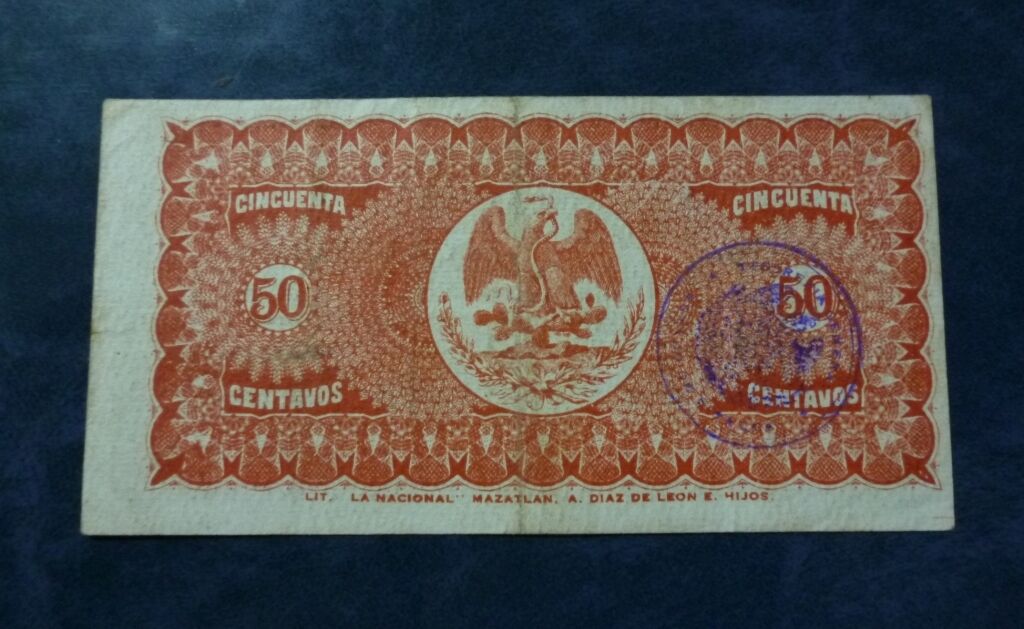 CINCUENTA CINCUENTA
50 50
CENTAVOS CENTAVOS
LIT. LA NACIONAL" MAZATLAN, A. DIAZ DE LEON E. HIJOS.